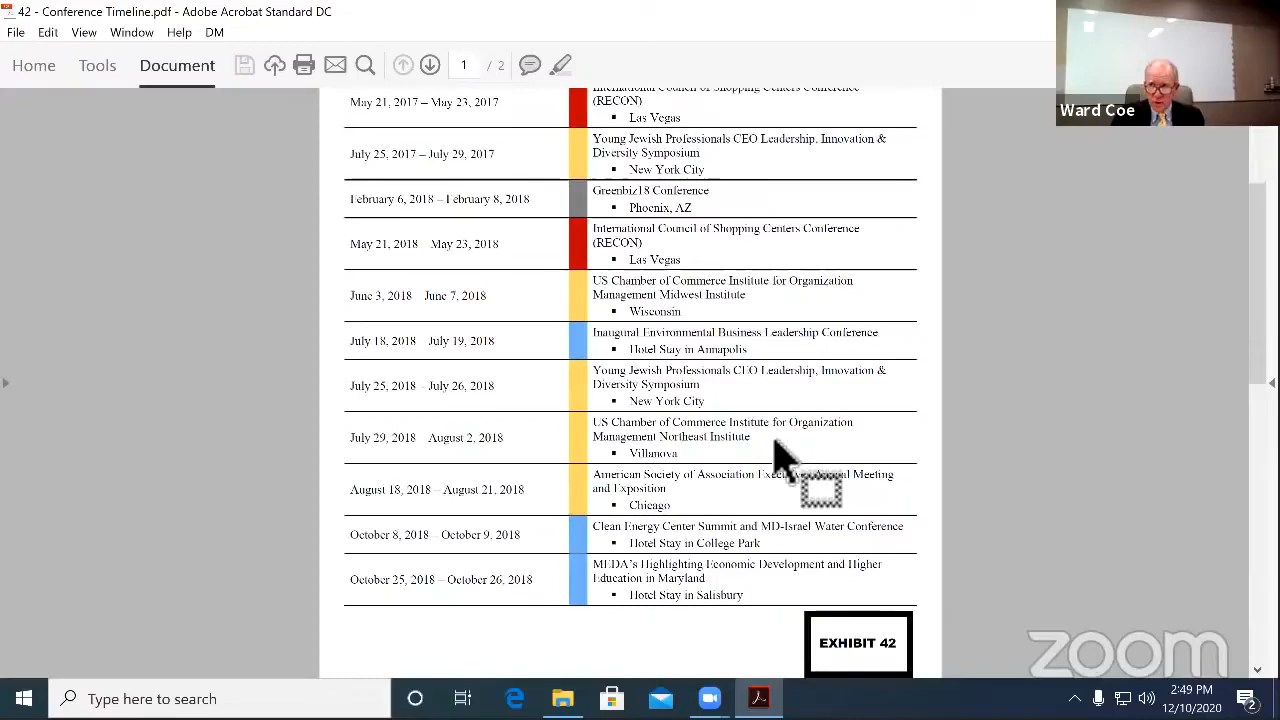 42 - Conference Timeline.pdf - Adobe Acrobat Standard DC
File Edit View Window Help DM
Home Tools Document 1 / 2
Ward Coe
May 21, 2017 – May 23, 2017
International Council of Shopping Centers Conference
(RECON)
▪ Las Vegas
July 25, 2017 – July 29, 2017
Young Jewish Professionals CEO Leadership, Innovation &
Diversity Symposium
▪ New York City
February 6, 2018 – February 8, 2018
Greenbiz18 Conference
▪ Phoenix, AZ
May 21, 2018 – May 23, 2018
International Council of Shopping Centers Conference
(RECON)
▪ Las Vegas
June 3, 2018 – June 7, 2018
US Chamber of Commerce Institute for Organization
Management Midwest Institute
▪ Wisconsin
July 18, 2018 – July 19, 2018
Inaugural Environmental Business Leadership Conference
▪ Hotel Stay in Annapolis
July 25, 2018 – July 26, 2018
Young Jewish Professionals CEO Leadership, Innovation &
Diversity Symposium
▪ New York City
July 29, 2018 – August 2, 2018
US Chamber of Commerce Institute for Organization
Management Northeast Institute
▪ Villanova
August 18, 2018 – August 21, 2018
American Society of Association Executives Annual Meeting
and Exposition
▪ Chicago
October 8, 2018 – October 9, 2018
Clean Energy Center Summit and MD-Israel Water Conference
▪ Hotel Stay in College Park
October 25, 2018 – October 26, 2018
MEDA's Highlighting Economic Development and Higher
Education in Maryland
▪ Hotel Stay in Salisbury
EXHIBIT 42
zoom
Type here to search
2:49 PM
12/10/2020
2